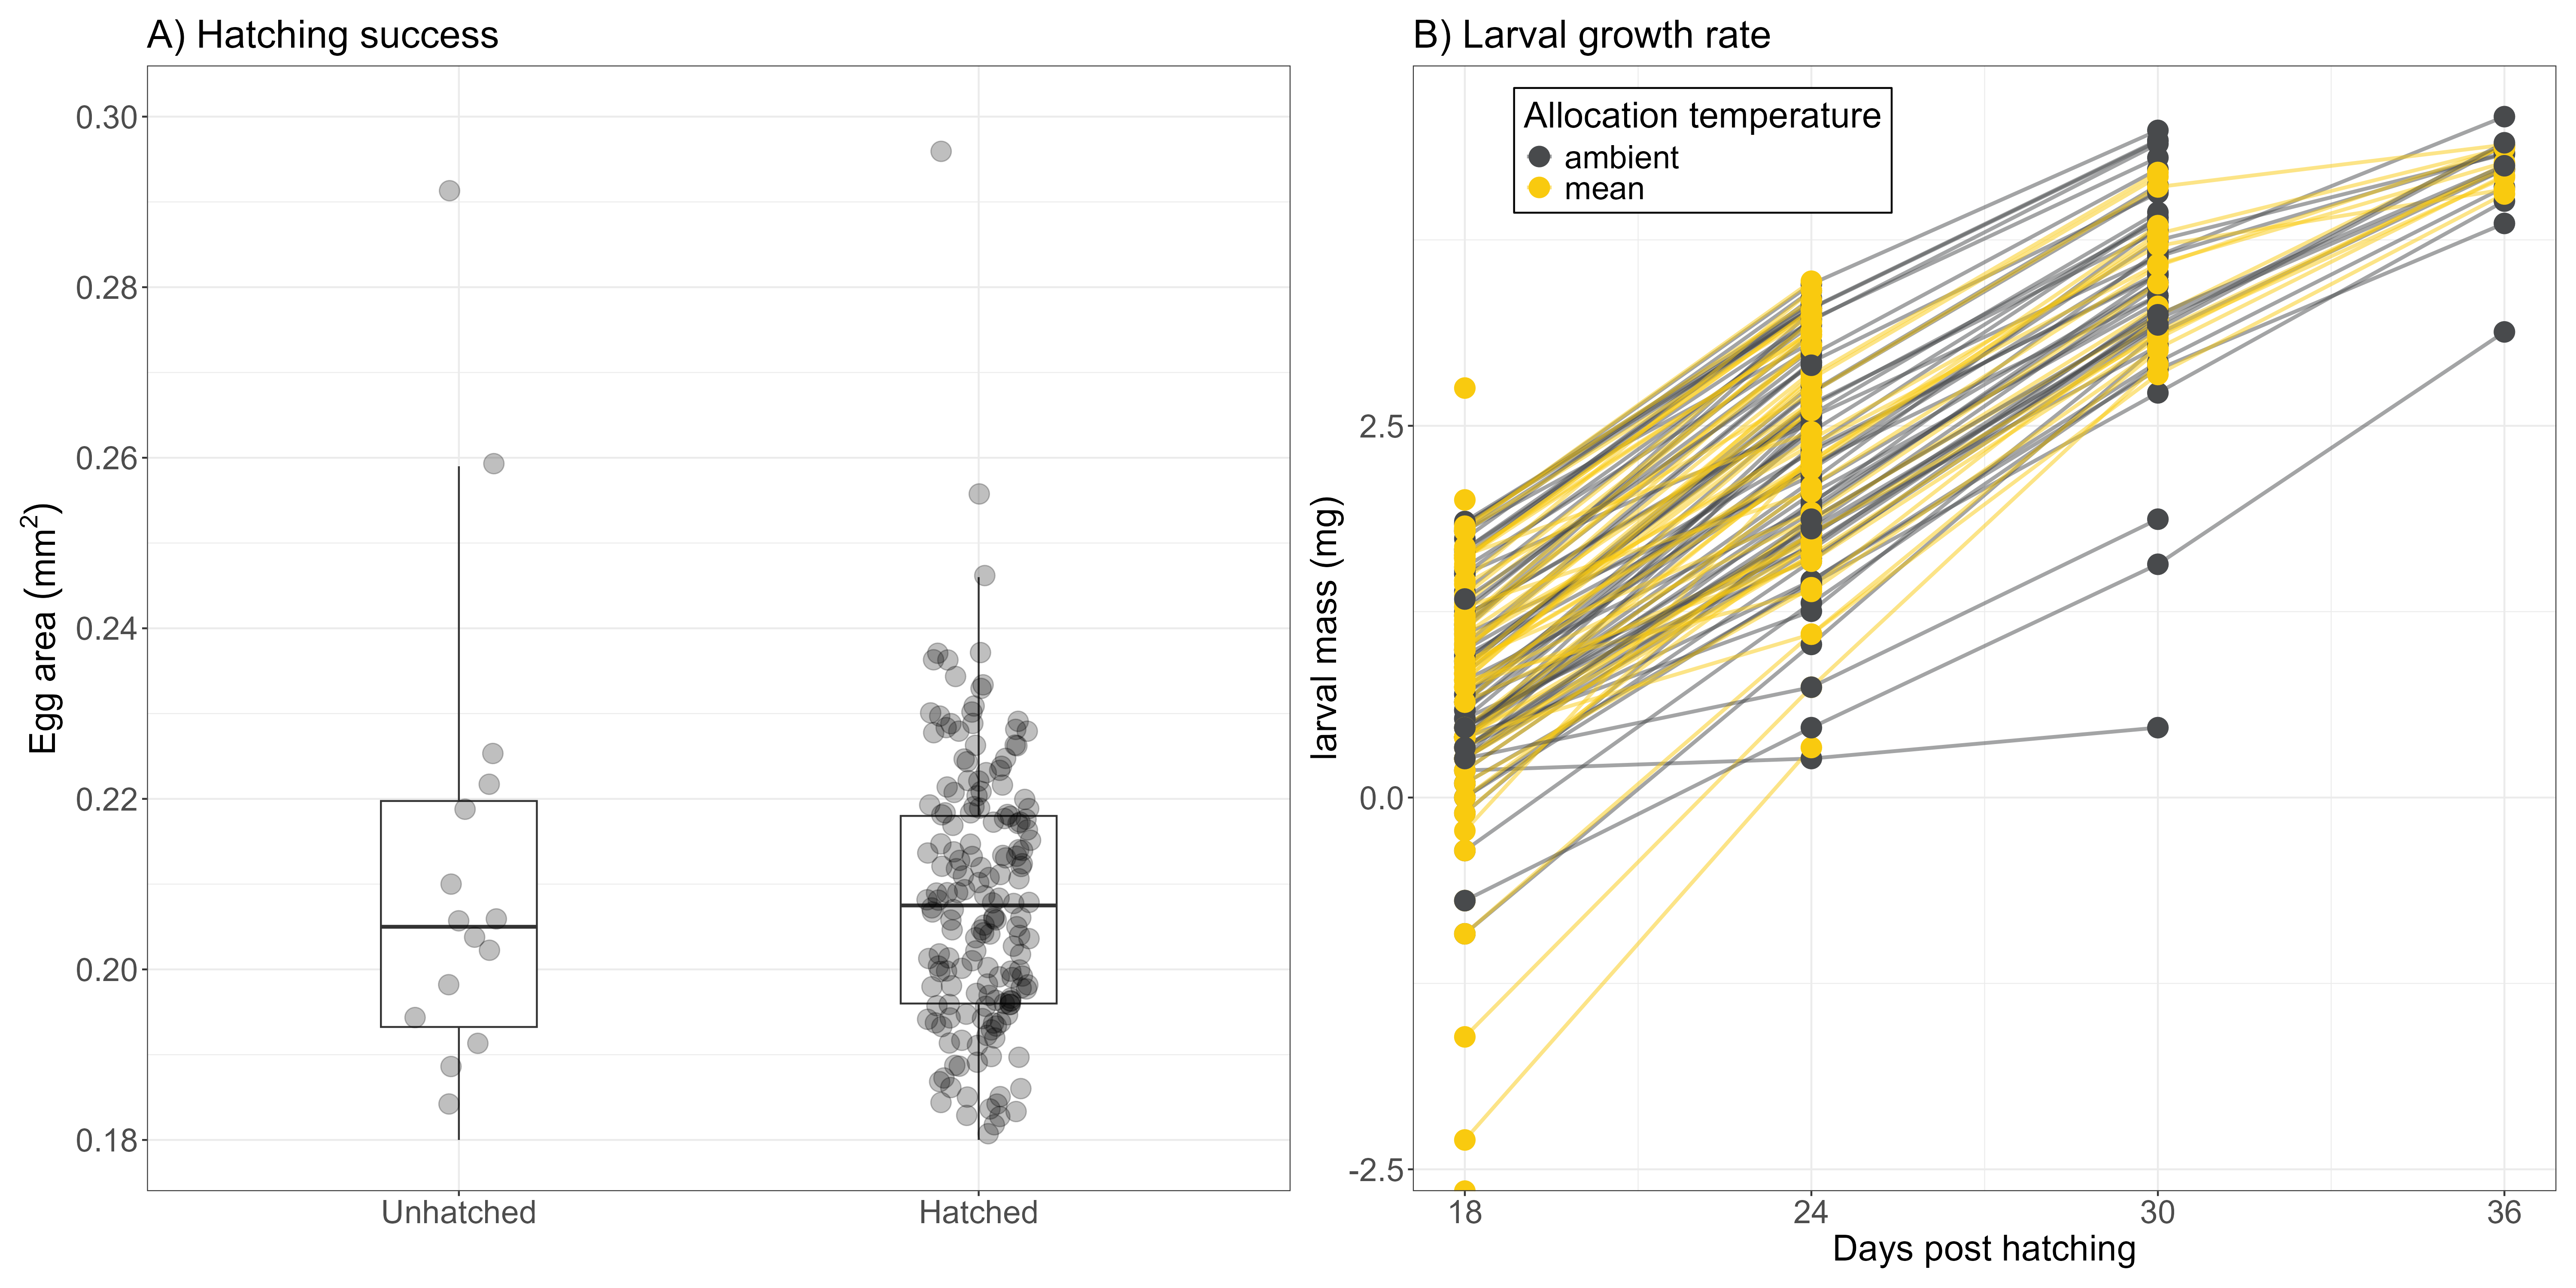 A) Hatching success
0.30
0.28
0.26
0.24
0.22
0.20
0.18
Egg area (mm²)
Unhatched
Hatched
B) Larval growth rate
Allocation temperature
ambient
mean
2.5
0.0
-2.5
larval mass (mg)
18
24
30
36
Days post hatching